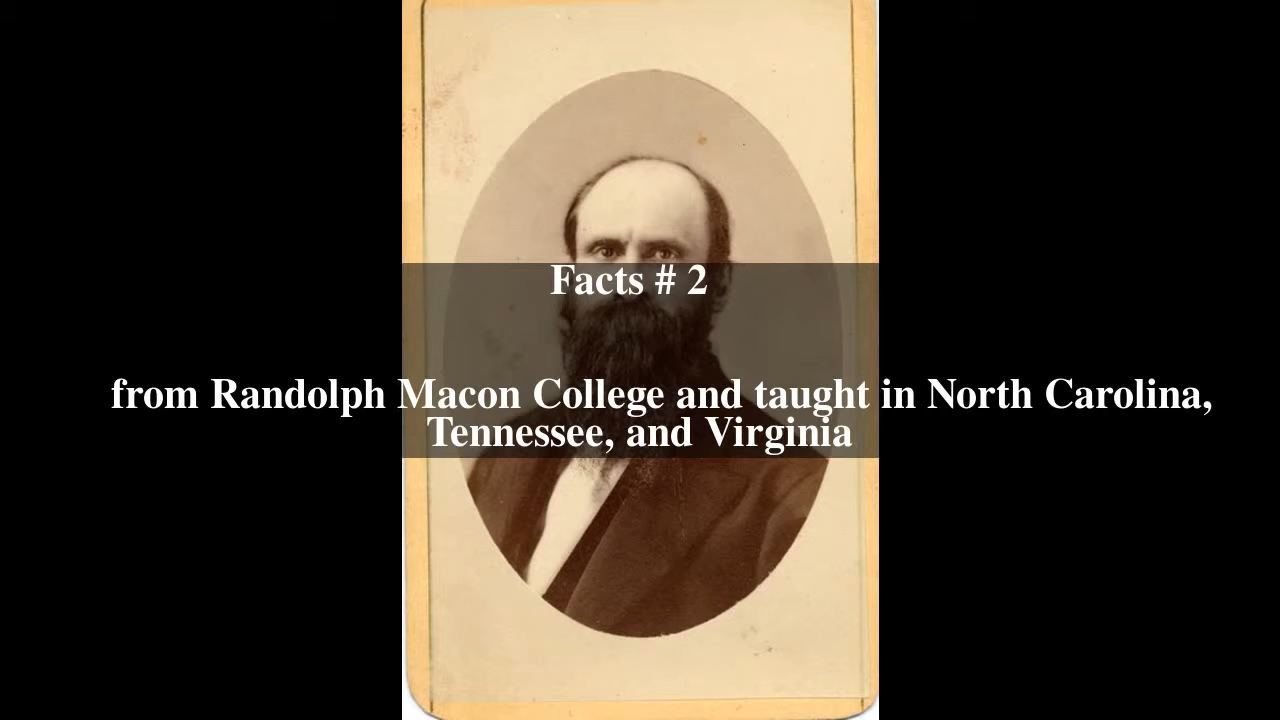 Facts # 2
from Randolph Macon College and taught in North Carolina,
Tennessee, and Virginia